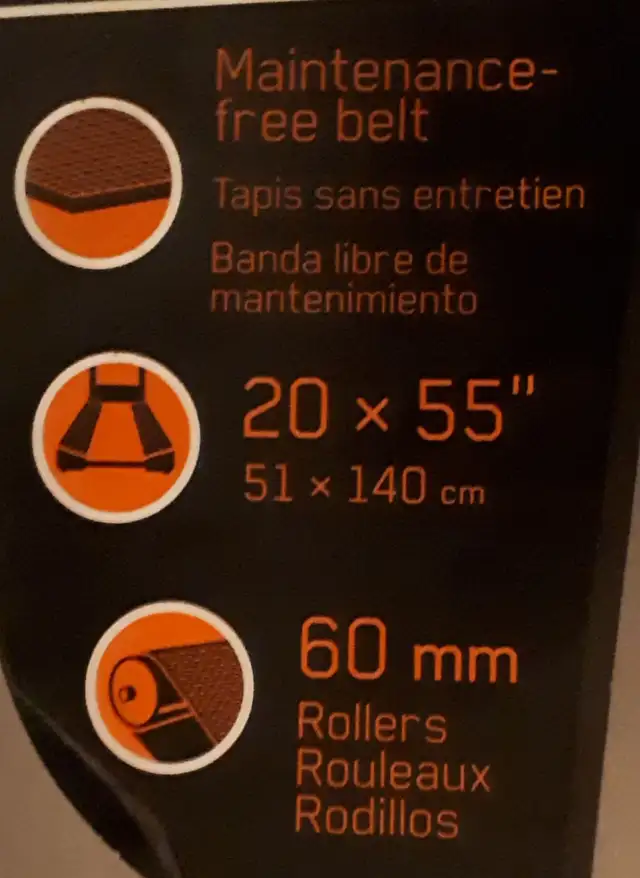 Maintenance-
free belt
Tapis sans entretien
Banda libre de
mantenimiento
20 × 55"
51 × 140 cm
60 mm
Rollers
Rouleaux
Rodillos